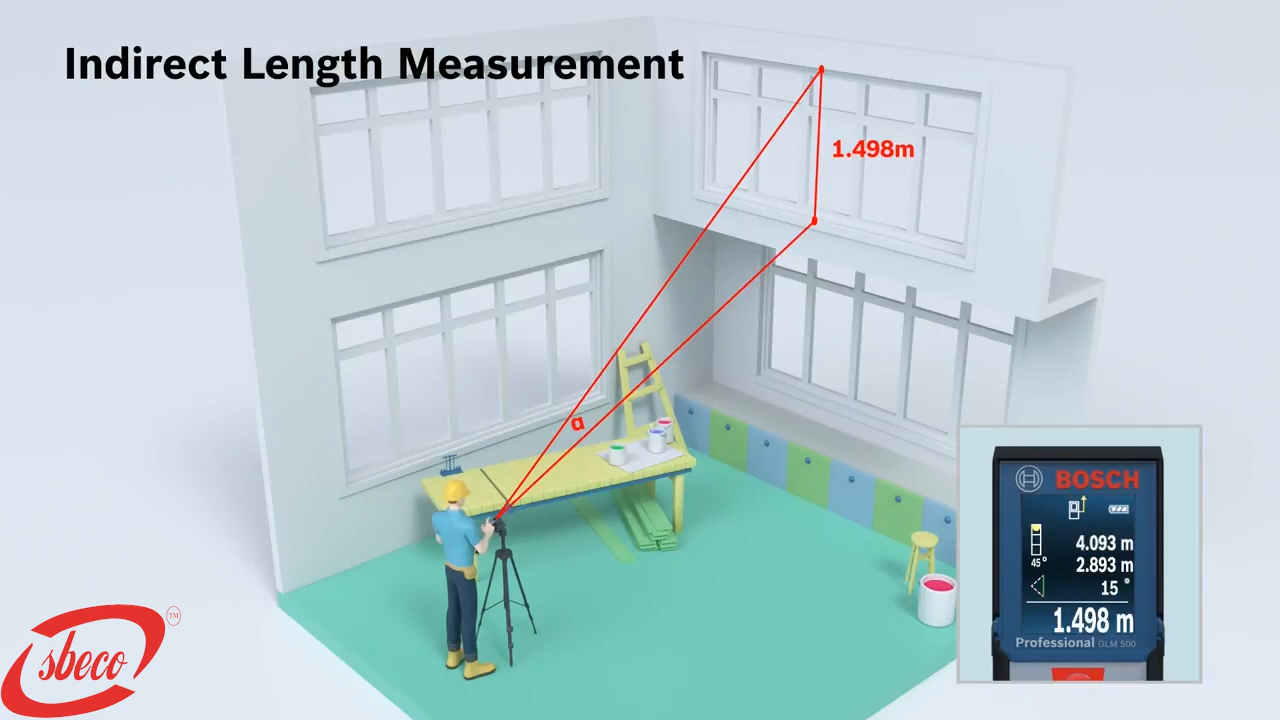 Indirect Length Measurement
1.498m
α
BOSCH
4.093 m
45°
2.893 m
15°
1.498 m
Professional GLM 500
sbeco
TM